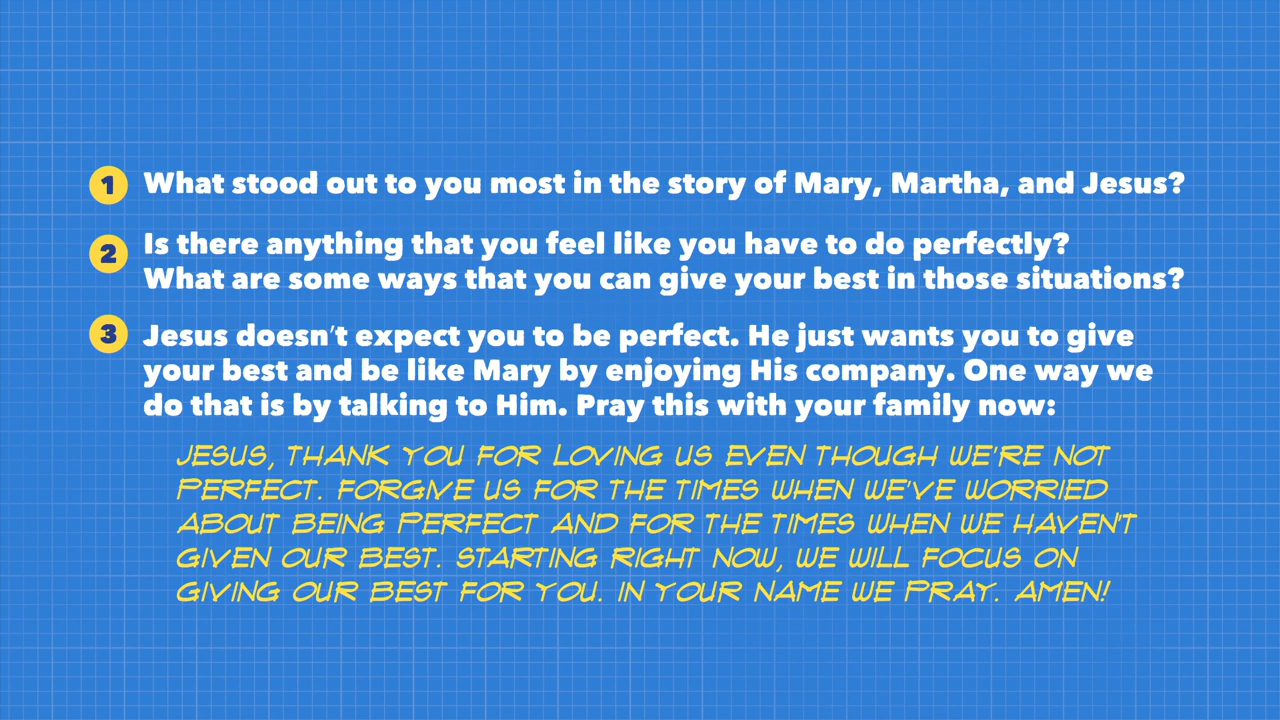 1 What stood out to you most in the story of Mary, Martha, and Jesus?
2 Is there anything that you feel like you have to do perfectly?
What are some ways that you can give your best in those situations?
3 Jesus doesn't expect you to be perfect. He just wants you to give
your best and be like Mary by enjoying His company. One way we
do that is by talking to Him. Pray this with your family now:
JESUS, THANK YOU FOR LOVING US EVEN THOUGH WE'RE NOT
PERFECT. FORGIVE US FOR THE TIMES WHEN WE'VE WORRIED
ABOUT BEING PERFECT AND FOR THE TIMES WHEN WE HAVEN'T
GIVEN OUR BEST. STARTING RIGHT NOW, WE WILL FOCUS ON
GIVING OUR BEST FOR YOU. IN YOUR NAME WE PRAY. AMEN!